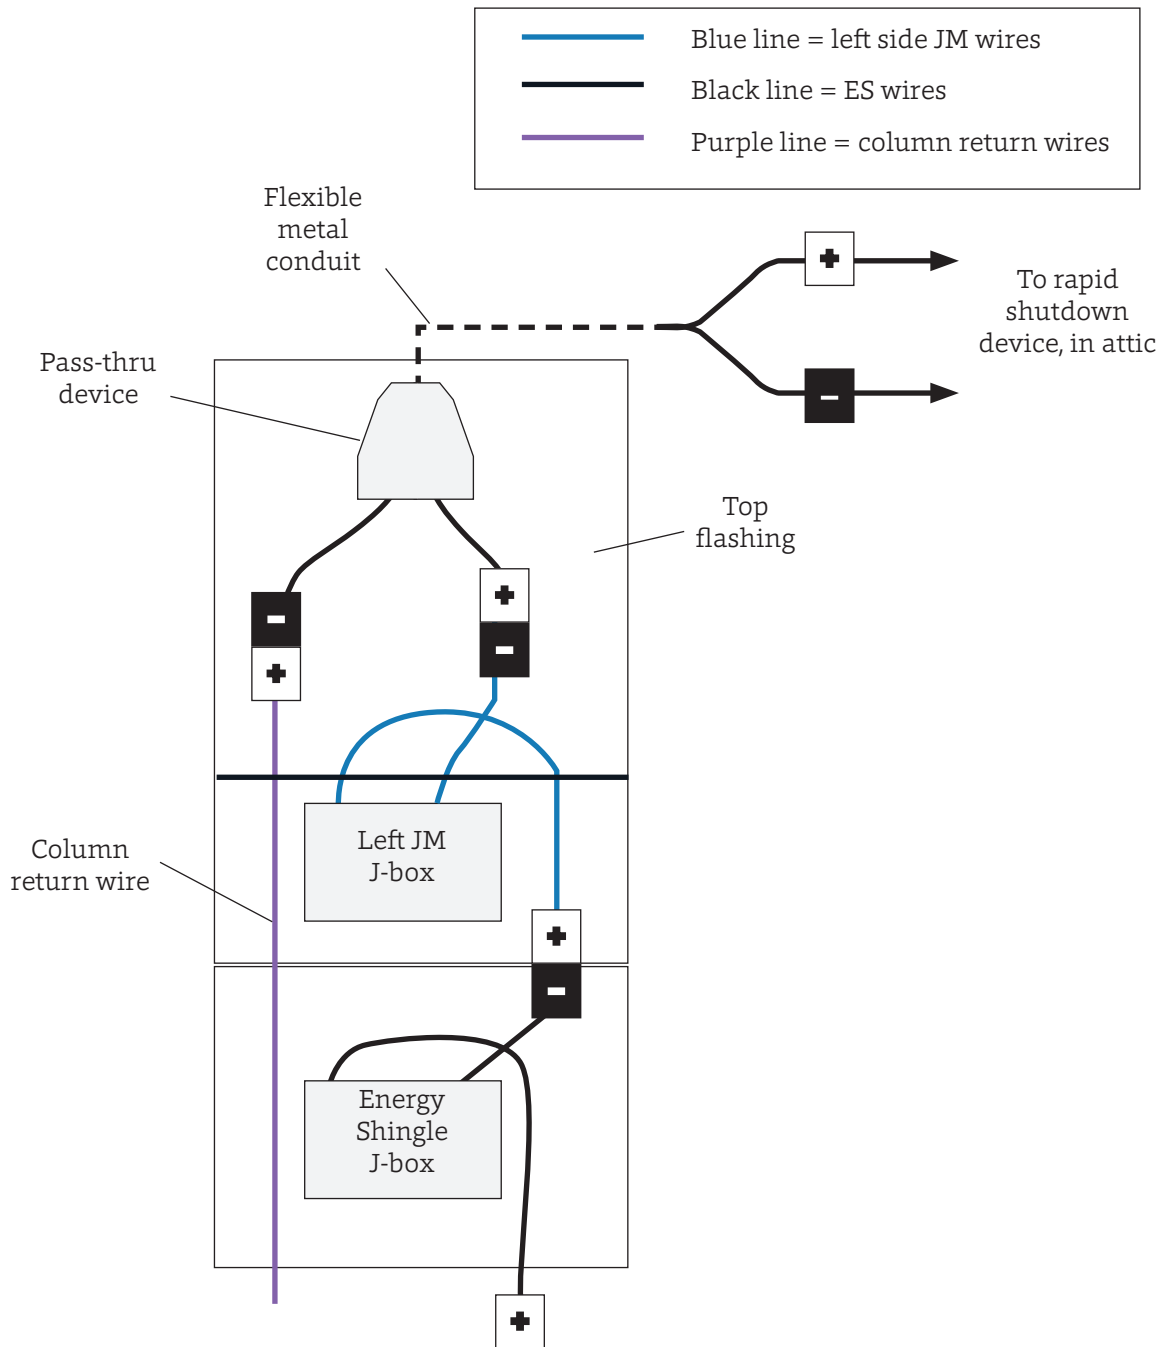 Blue line = left side JM wires
Black line = ES wires
Purple line = column return wires
Flexible
metal
conduit
+
To rapid
shutdown
device, in attic
-
Pass-thru
device
Top
flashing
+
-
-
+
Left JM
J-box
Column
return wire
+
-
Energy
Shingle
J-box
+